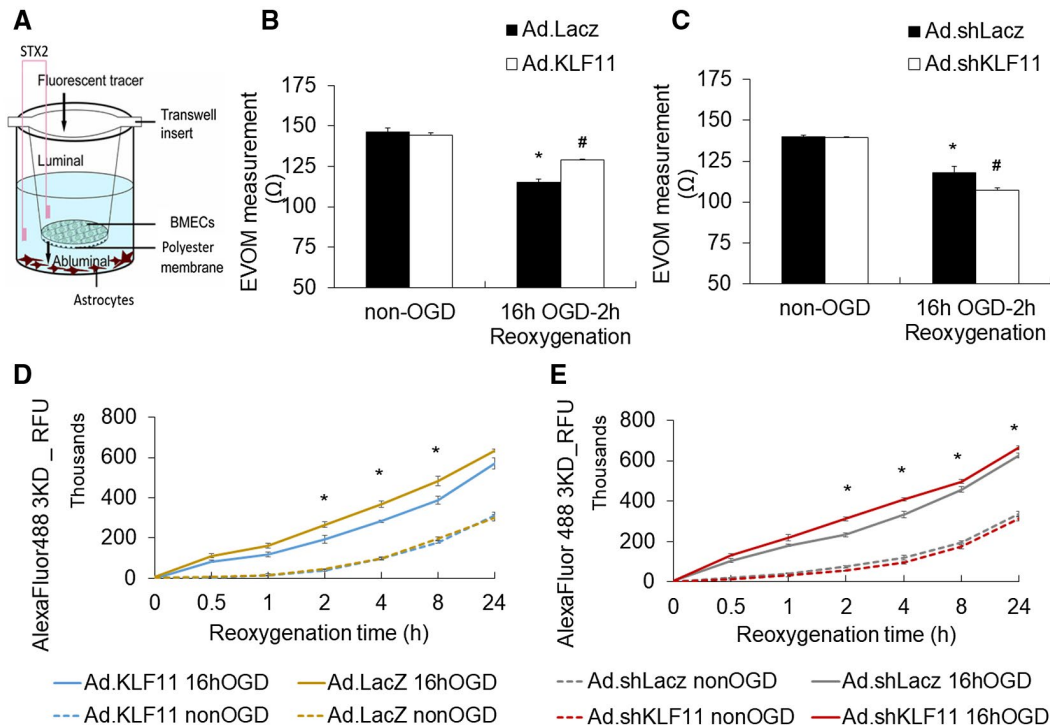 A
STX2
Fluorescent tracer
Transwell
insert
Luminal
BMECs
Polyester
membrane
Abluminal
Astrocytes
B
Ad.Lacz
Ad.KLF11
EVOM measurement
(Ω)
175
150
125
100
75
50
*
#
non-OGD
16h OGD-2h
Reoxygenation
C
Ad.shLacz
Ad.shKLF11
EVOM measurement
(Ω)
175
150
125
100
75
50
*
#
non-OGD
16h OGD-2h
Reoxygenation
D
AlexaFluor488 3KD_RFU
Thousands
800
600
400
200
0
* * *
0 0.5 1 2 4 8 24
Reoxygenation time (h)
Ad.KLF11 16hOGD
Ad.LacZ 16hOGD
Ad.KLF11 nonOGD
Ad.LacZ nonOGD
E
AlexaFluor 488 3KD_RFU
Thousands
800
600
400
200
0
* * * *
0 0.5 1 2 4 8 24
Reoxygenation time (h)
Ad.shLacz nonOGD
Ad.shLacz 16hOGD
Ad.shKLF11 nonOGD
Ad.shKLF11 16hOGD